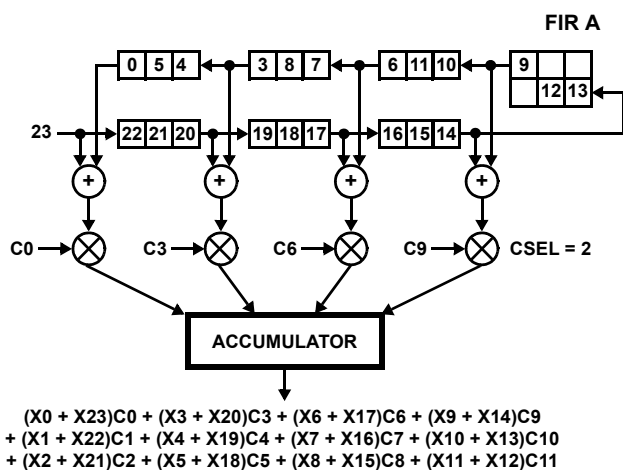 FIR A
0 5 4 3 8 7 6 11 10 9
12 13
23 22 21 20 19 18 17 16 15 14
+ + + +
C0 C3 C6 C9 CSEL = 2
ACCUMULATOR
(X0 + X23)C0 + (X3 + X20)C3 + (X6 + X17)C6 + (X9 + X14)C9
+ (X1 + X22)C1 + (X4 + X19)C4 + (X7 + X16)C7 + (X10 + X13)C10
+ (X2 + X21)C2 + (X5 + X18)C5 + (X8 + X15)C8 + (X11 + X12)C11